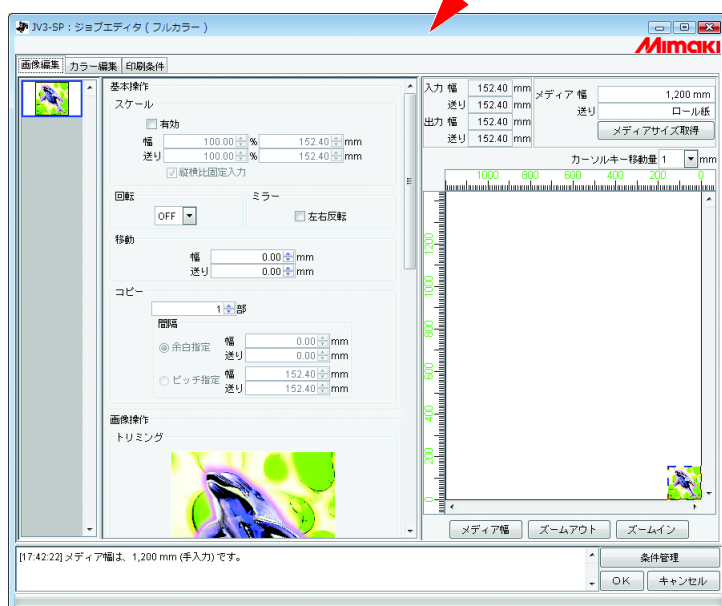 JV3-SP : ジョブエディタ ( フルカラー )
Mimaki
画像編集 カラー編集 印刷条件
基本操作
スケール
有効
幅 100.00 % 152.40 mm
送り 100.00 % 152.40 mm
縦横比固定入力
回転
OFF
ミラー
左右反転
移動
幅 0.00 mm
送り 0.00 mm
コピー
1 部
間隔
余白指定 幅 0.00 mm
送り 0.00 mm
ピッチ指定 幅 152.40 mm
送り 152.40 mm
画像操作
トリミング
入力 幅 152.40 mm
送り 152.40 mm
出力 幅 152.40 mm
送り 152.40 mm
メディア 幅 1,200 mm
送り ロール紙
メディアサイズ取得
カーソルキー移動量 1 mm
1000 800 600 400 200 0
1200
1000
800
600
400
200
0
メディア幅 ズームアウト ズームイン
[17:42:22] メディア幅は、1,200 mm (手入力) です。
条件管理
OK キャンセル